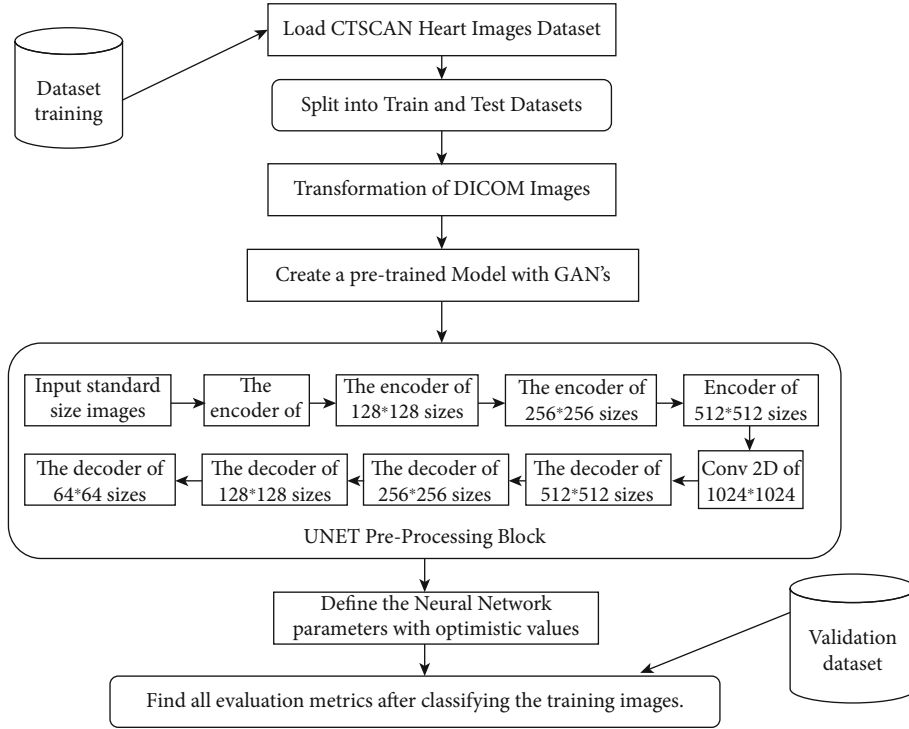 Load CTSCAN Heart Images Dataset
Dataset
training
Split into Train and Test Datasets
Transformation of DICOM Images
Create a pre-trained Model with GAN's
Input standard
size images
The
encoder of
The encoder of
128*128 sizes
The encoder of
256*256 sizes
Encoder of
512*512 sizes
The decoder of
64*64 sizes
The decoder of
128*128 sizes
The decoder of
256*256 sizes
The decoder of
512*512 sizes
Conv 2D of
1024*1024
UNET Pre-Processing Block
Define the Neural Network
parameters with optimistic values
Validation
dataset
Find all evaluation metrics after classifying the training images.